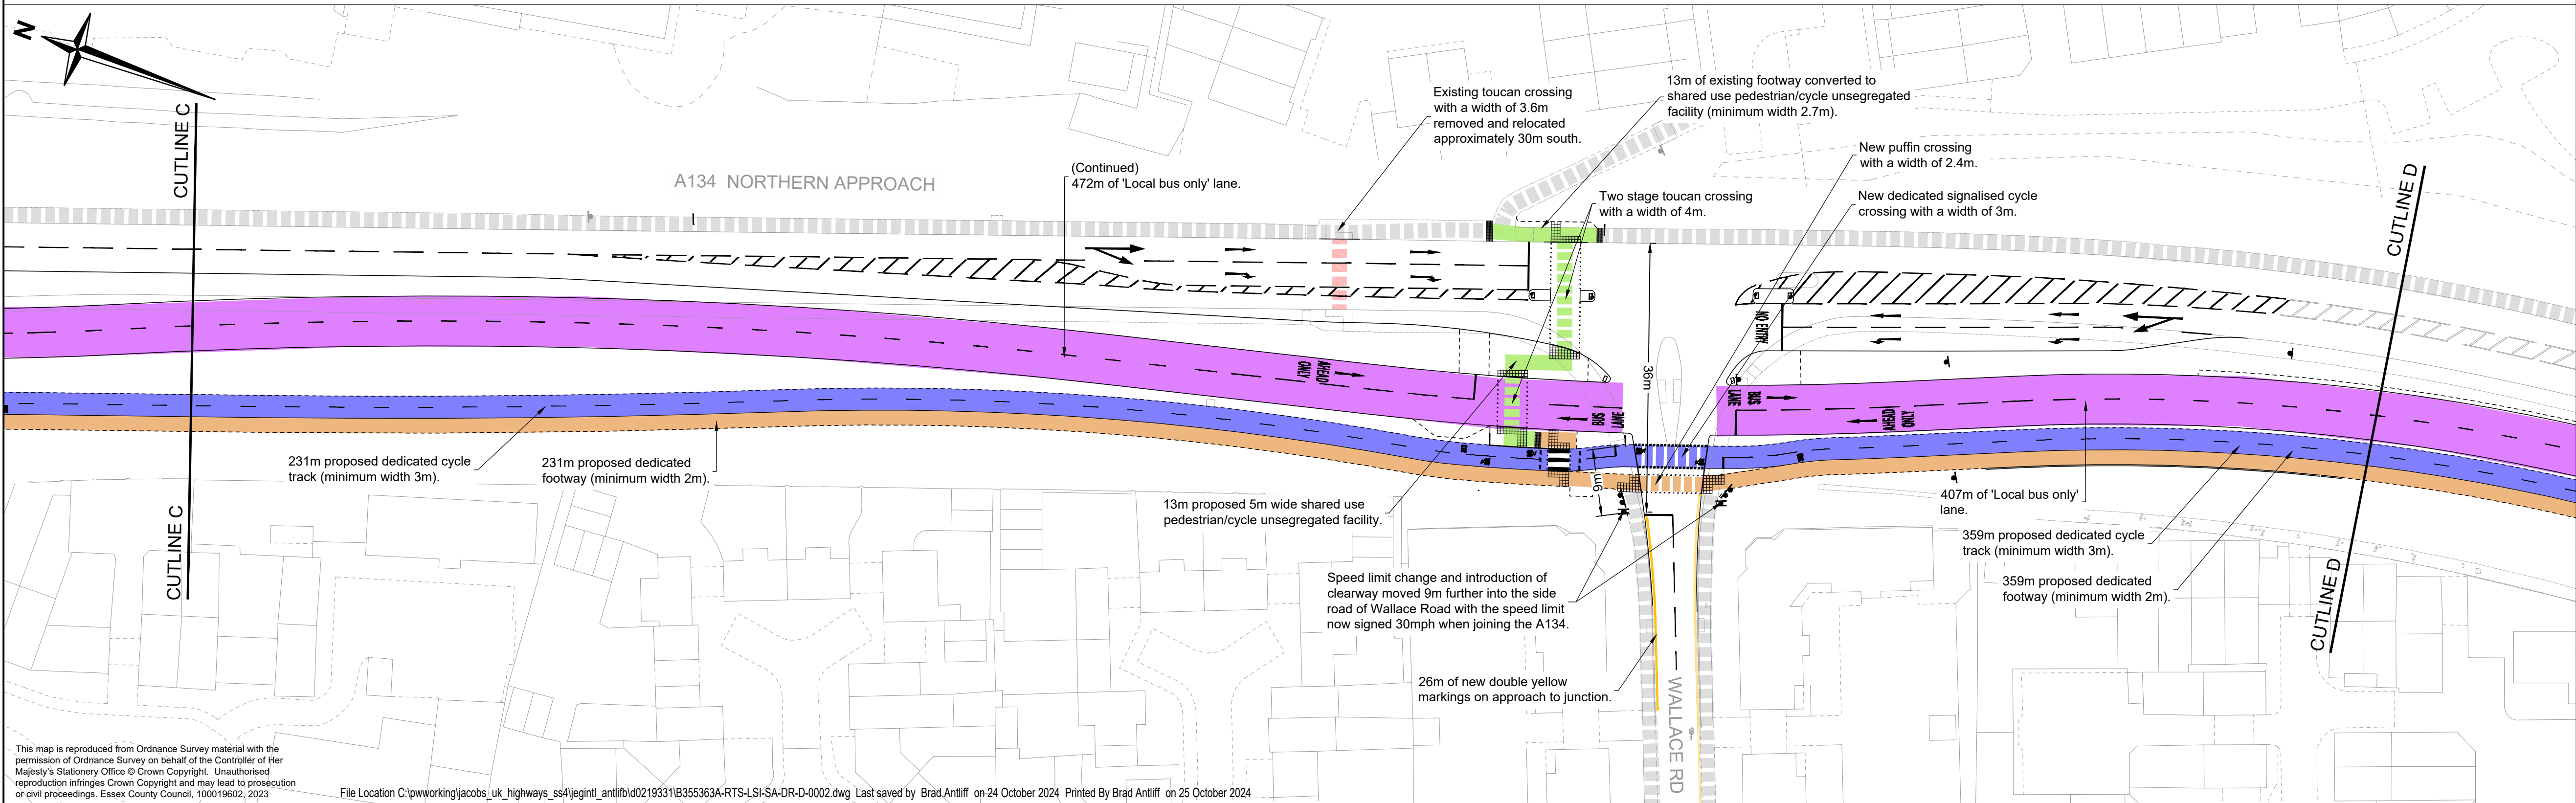 N
CUTLINE C
CUTLINE C
A134 NORTHERN APPROACH
(Continued)
472m of 'Local bus only' lane.
Existing toucan crossing
with a width of 3.6m
removed and relocated
approximately 30m south.
13m of existing footway converted to
shared use pedestrian/cycle unsegregated
facility (minimum width 2.7m).
New puffin crossing
with a width of 2.4m.
Two stage toucan crossing
with a width of 4m.
New dedicated signalised cycle
crossing with a width of 3m.
CUTLINE D
CUTLINE D
NO ENTRY
36m
AHEAD
ONLY
BUS
LANE
BUS
LANE
AHEAD
ONLY
9m
231m proposed dedicated cycle
track (minimum width 3m).
231m proposed dedicated
footway (minimum width 2m).
13m proposed 5m wide shared use
pedestrian/cycle unsegregated facility.
407m of 'Local bus only'
lane.
359m proposed dedicated cycle
track (minimum width 3m).
359m proposed dedicated
footway (minimum width 2m).
Speed limit change and introduction of
clearway moved 9m further into the side
road of Wallace Road with the speed limit
now signed 30mph when joining the A134.
26m of new double yellow
markings on approach to junction.
WALLACE RD
This map is reproduced from Ordnance Survey material with the
permission of Ordnance Survey on behalf of the Controller of Her
Majesty's Stationery Office © Crown Copyright. Unauthorised
reproduction infringes Crown Copyright and may lead to prosecution
or civil proceedings. Essex County Council, 100019602, 2023
File Location C:\pwworking\jacobs_uk_highways_ss4\jegintl_antlifb\d0219331\B355363A-RTS-LSI-SA-DR-D-0002.dwg Last saved by Brad.Antliff on 24 October 2024 Printed By Brad Antliff on 25 October 2024